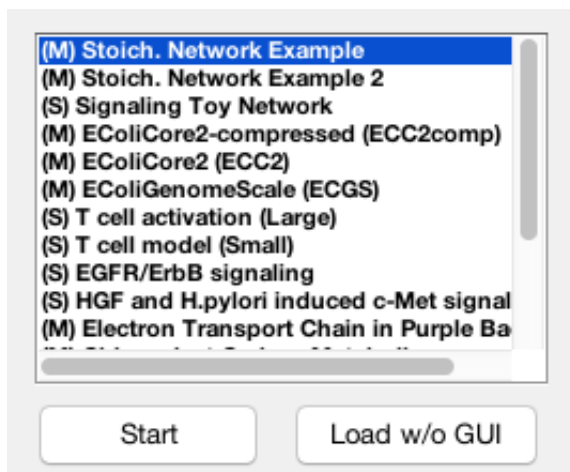 (M) Stoich. Network Example
(M) Stoich. Network Example 2
(S) Signaling Toy Network
(M) EColiCore2-compressed (ECC2comp)
(M) EColiCore2 (ECC2)
(M) EColiGenomeScale (ECGS)
(S) T cell activation (Large)
(S) T cell model (Small)
(S) EGFR/ErbB signaling
(S) HGF and H.pylori induced c-Met signal
(M) Electron Transport Chain in Purple Ba
Start Load w/o GUI